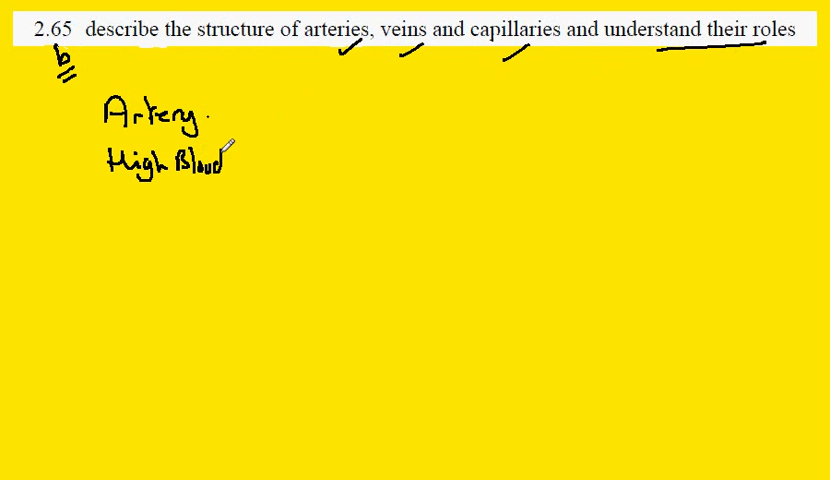 2.65 describe the structure of arteries, veins and capillaries and understand their roles
b
Artery.
High Blood